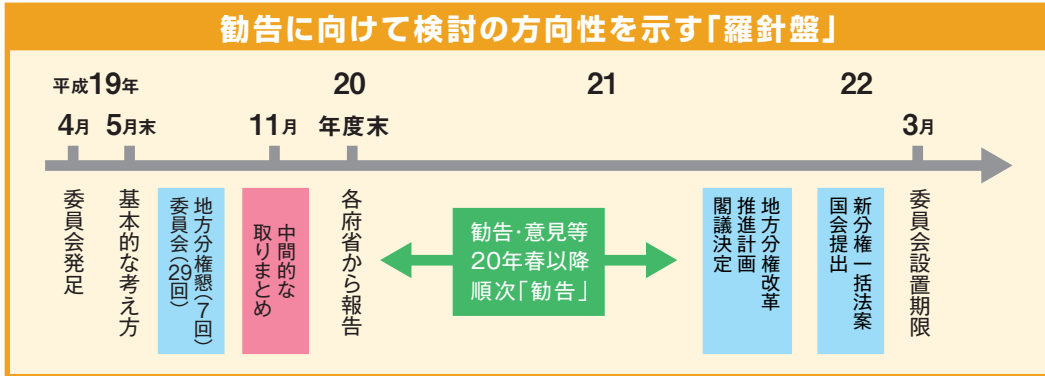 勧告に向けて検討の方向性を示す「羅針盤」
平成19年
20
21
22
4月
5月末
11月
年度末
3月
委員会発足
基本的な考え方
地方分権懇(7回)
委員会(29回)
中間的な
取りまとめ
各府省から報告
勧告・意見等
20年春以降
順次「勧告」
地方分権改革
推進計画
閣議決定
新分権一括法案
国会提出
委員会設置期限